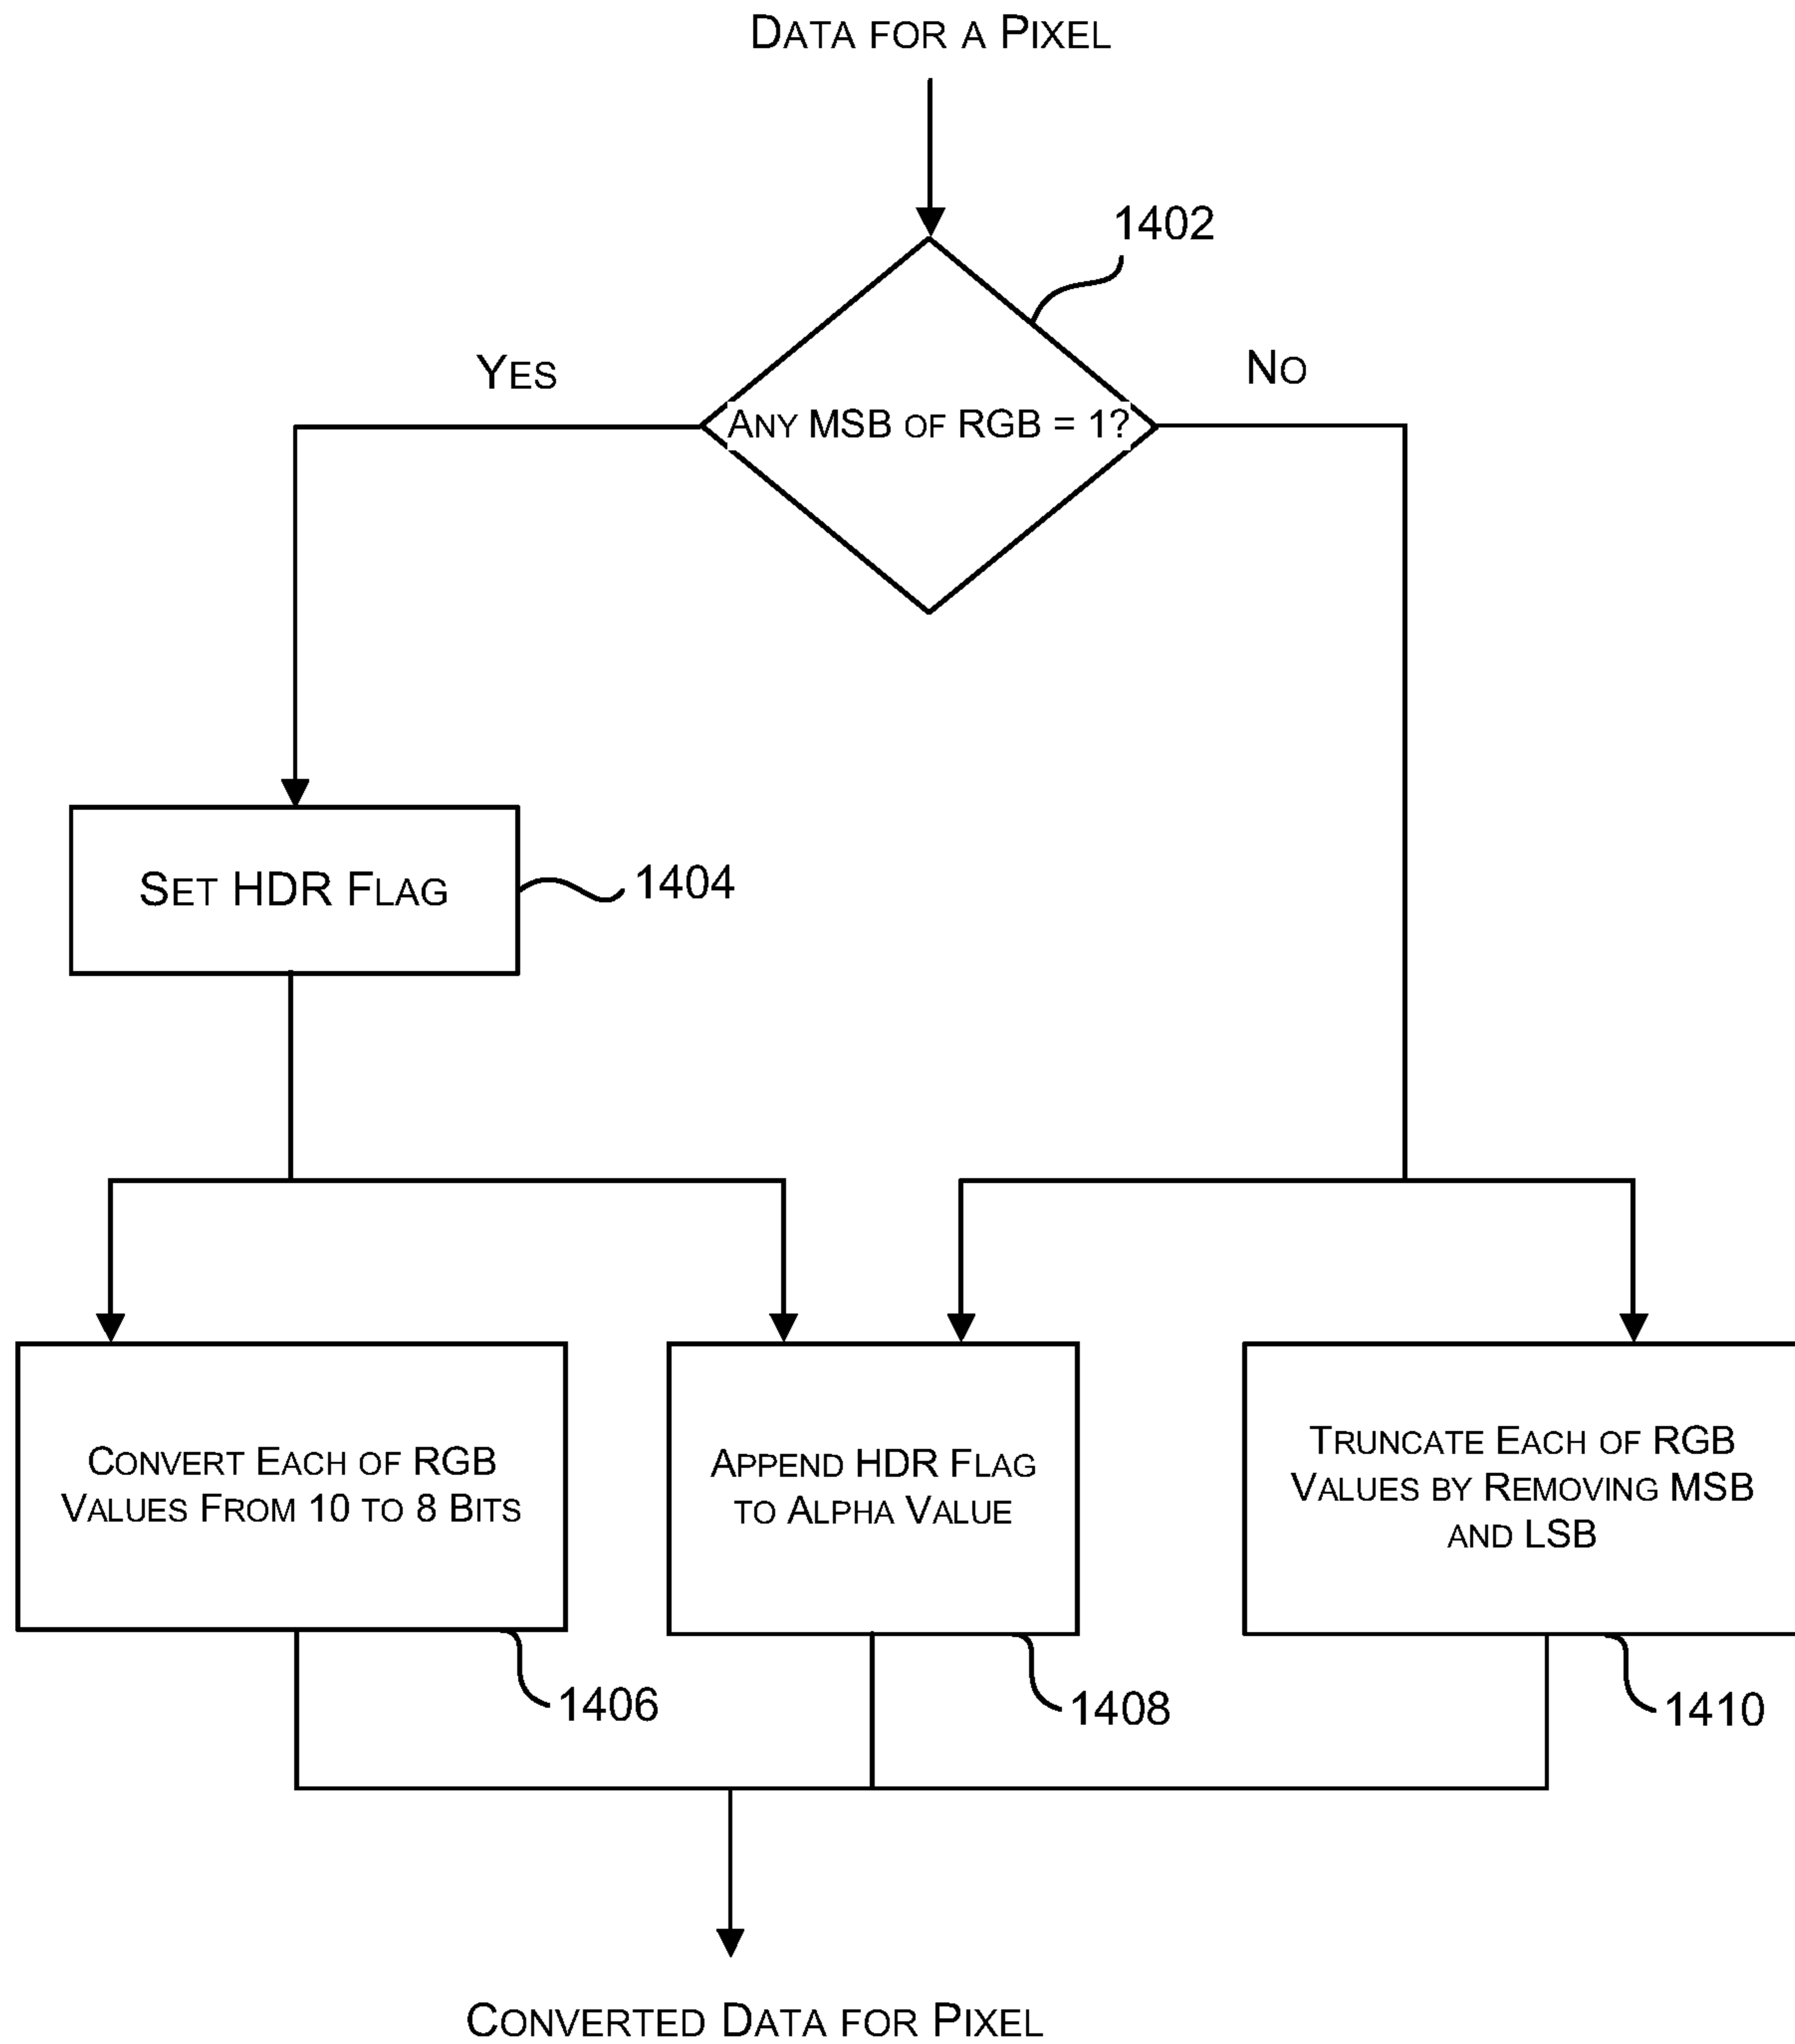 DATA FOR A PIXEL
1402
YES
NO
ANY MSB OF RGB = 1?
SET HDR FLAG
1404
CONVERT EACH OF RGB
VALUES FROM 10 TO 8 BITS
APPEND HDR FLAG
TO ALPHA VALUE
TRUNCATE EACH OF RGB
VALUES BY REMOVING MSB
AND LSB
1406
1408
1410
CONVERTED DATA FOR PIXEL